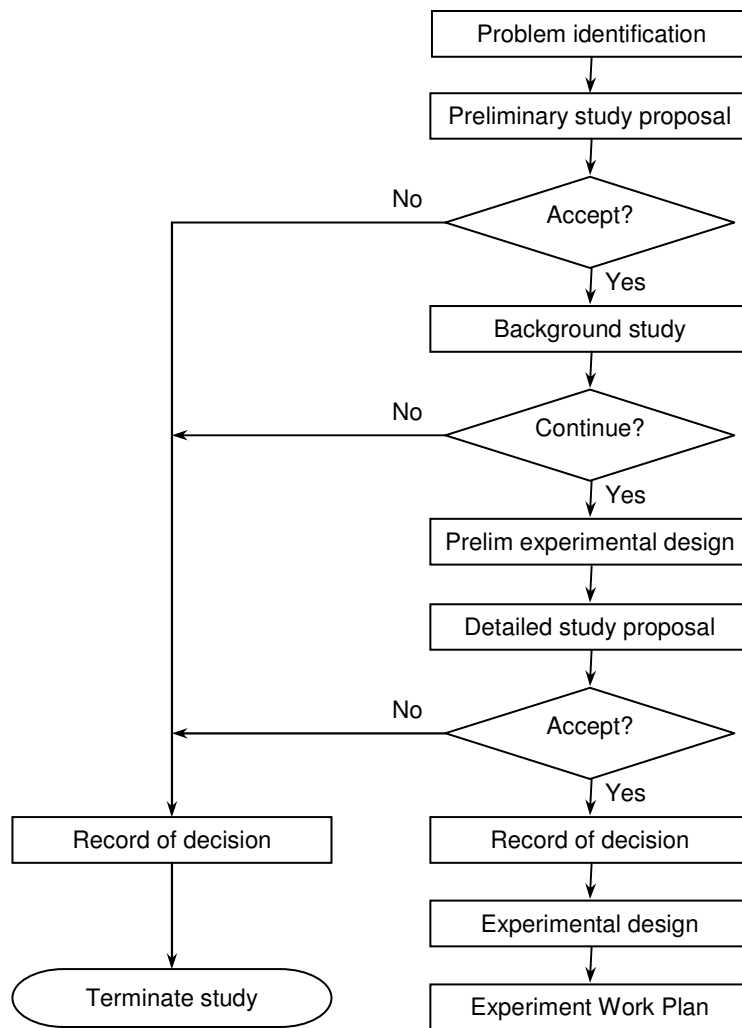 Problem identification
Preliminary study proposal
No
Accept?
Yes
Background study
No
Continue?
Yes
Prelim experimental design
Detailed study proposal
No
Accept?
Yes
Record of decision
Record of decision
Experimental design
Terminate study
Experiment Work Plan